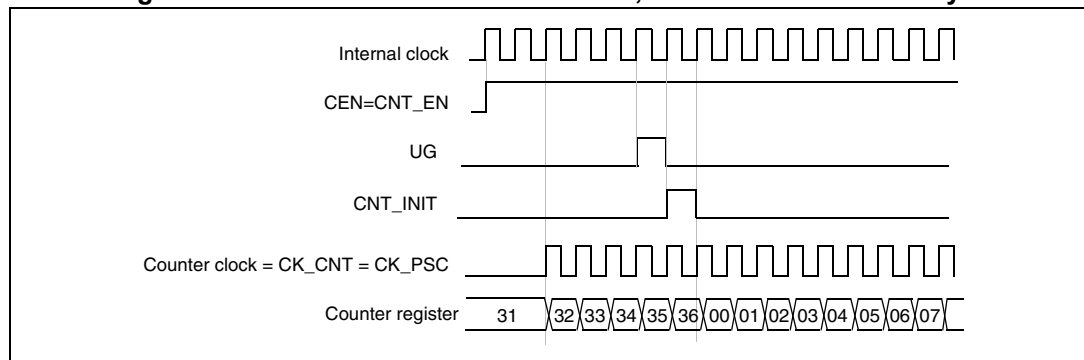 Internal clock
CEN=CNT_EN
UG
CNT_INIT
Counter clock = CK_CNT = CK_PSC
Counter register 31 32 33 34 35 36 00 01 02 03 04 05 06 07